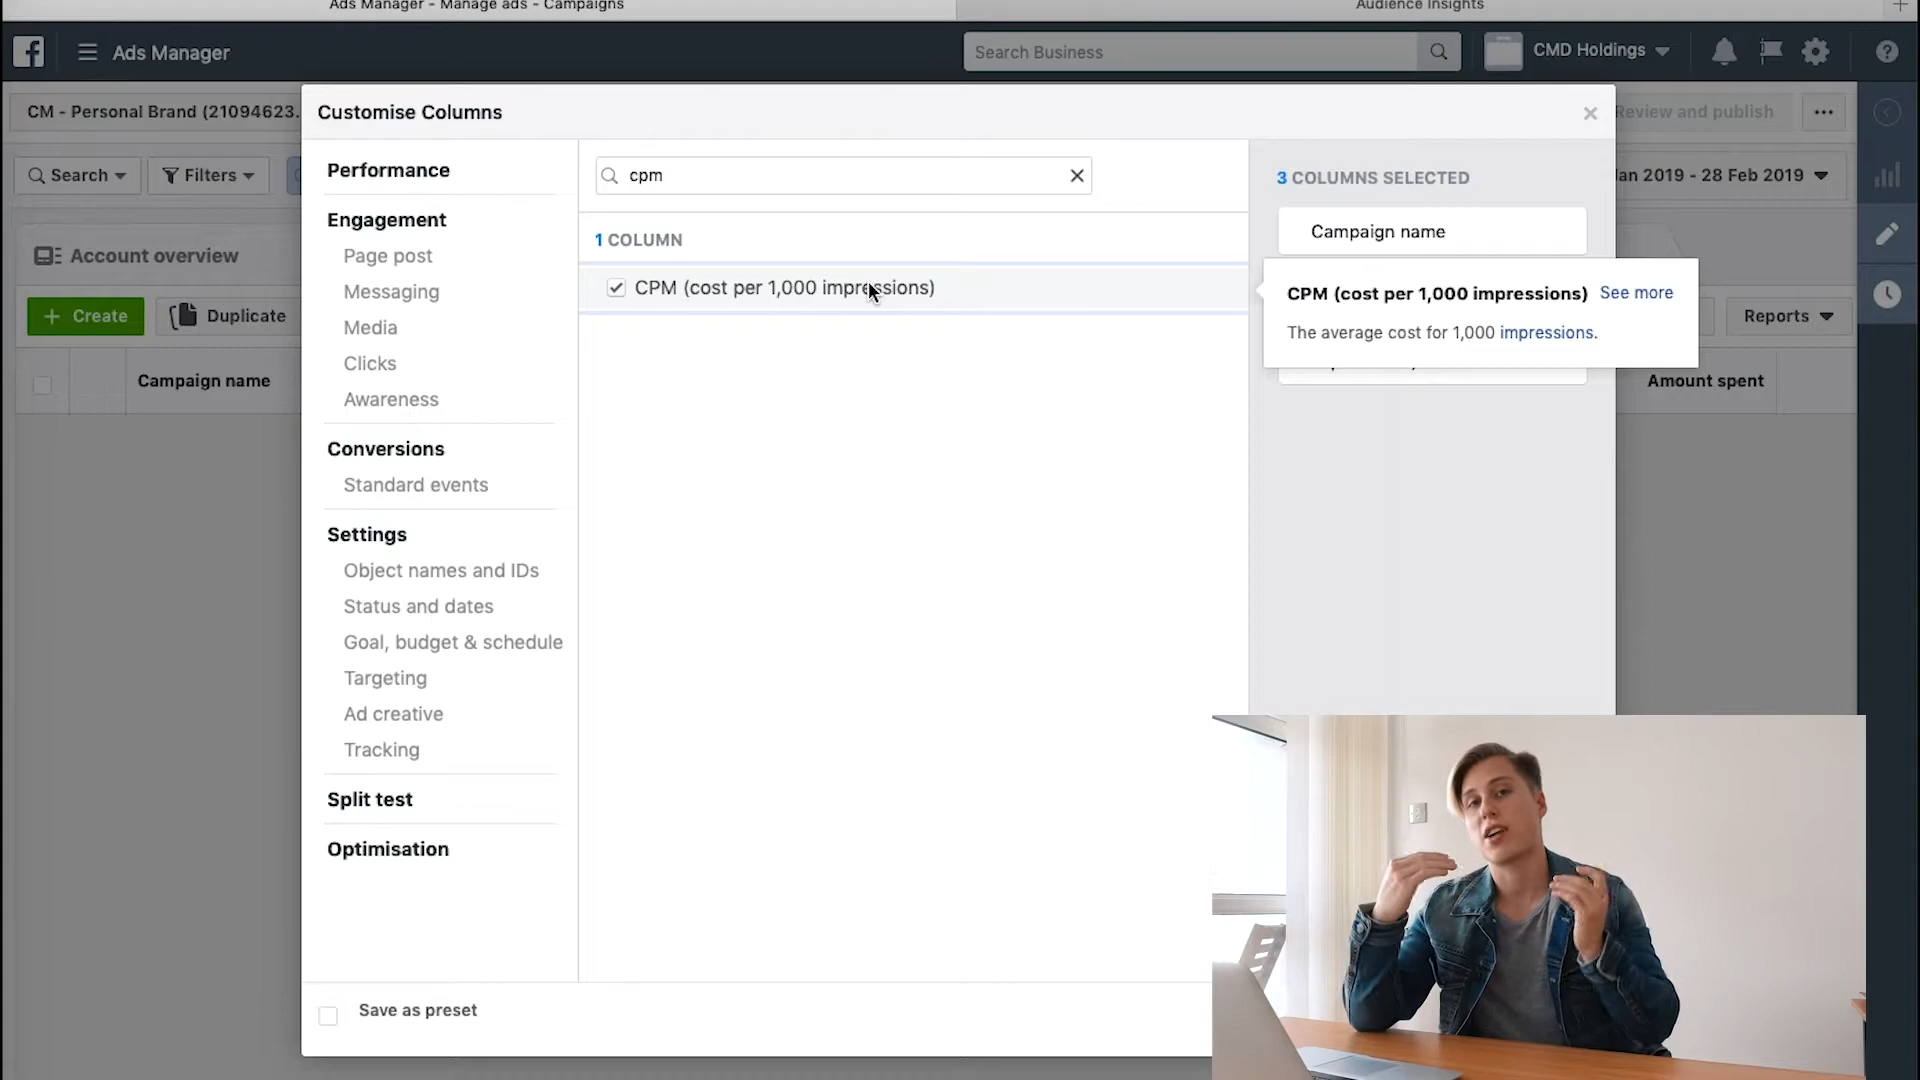 Ads Manager - Manage ads - Campaigns
Audience Insights
Ads Manager
Search Business
CMD Holdings
CM - Personal Brand (21094623.
Customise Columns
Review and publish
Search
Filters
Performance
cpm
3 COLUMNS SELECTED
an 2019 - 28 Feb 2019
Engagement
Campaign name
1 COLUMN
Account overview
Page post
CPM (cost per 1,000 impressions)
CPM (cost per 1,000 impressions) See more
Messaging
Create
Duplicate
Media
The average cost for 1,000 impressions.
Reports
Clicks
Campaign name
Amount spent
Awareness
Conversions
Standard events
Settings
Object names and IDs
Status and dates
Goal, budget & schedule
Targeting
Ad creative
Tracking
Split test
Optimisation
Save as preset